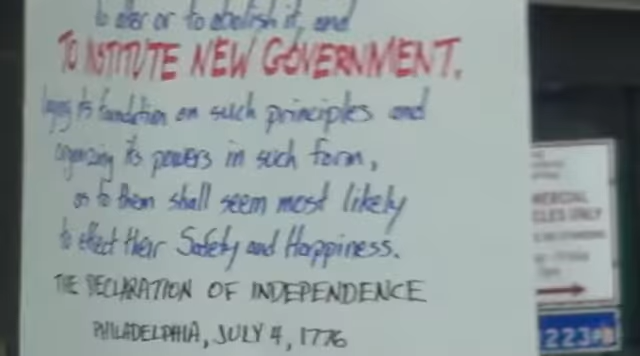 to alter or to abolish it, and
TO INSTITUTE NEW GOVERNMENT,
laying its foundation on such principles and
organizing its powers in such form,
as to them shall seem most likely
to effect their Safety and Happiness.
THE DECLARATION OF INDEPENDENCE
PHILADELPHIA, JULY 4, 1776
ONLY
223